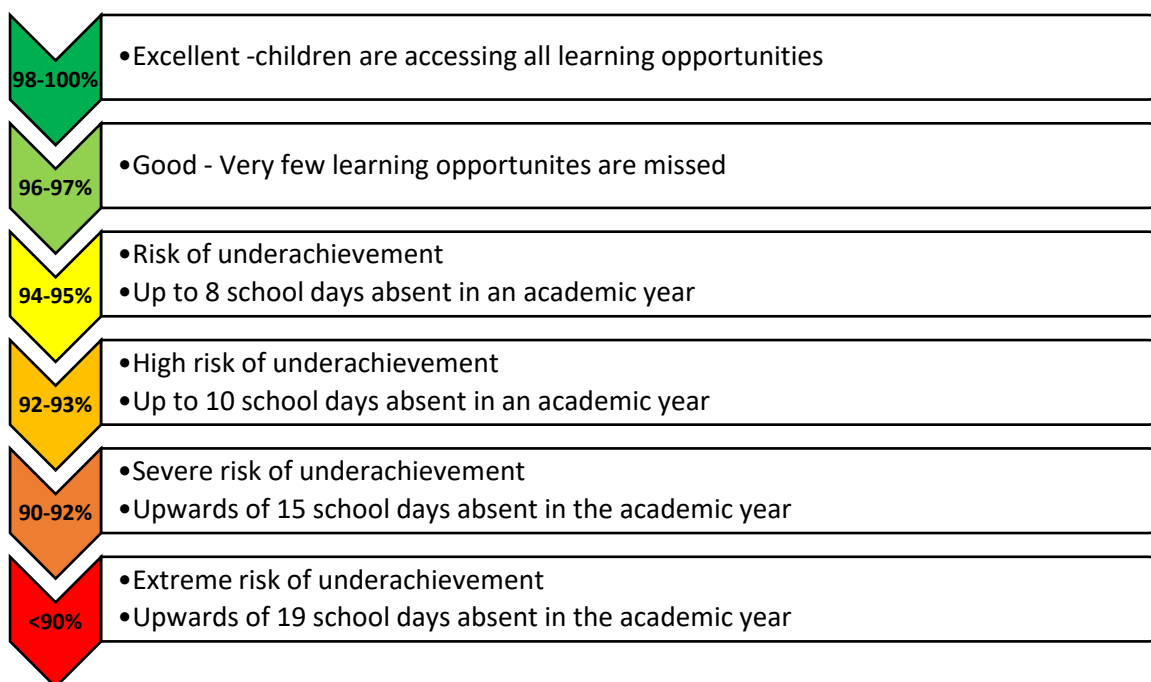 98-100%
•Excellent -children are accessing all learning opportunities
96-97%
•Good - Very few learning opportunites are missed
94-95%
•Risk of underachievement
•Up to 8 school days absent in an academic year
92-93%
•High risk of underachievement
•Up to 10 school days absent in an academic year
90-92%
•Severe risk of underachievement
•Upwards of 15 school days absent in the academic year
<90%
•Extreme risk of underachievement
•Upwards of 19 school days absent in the academic year